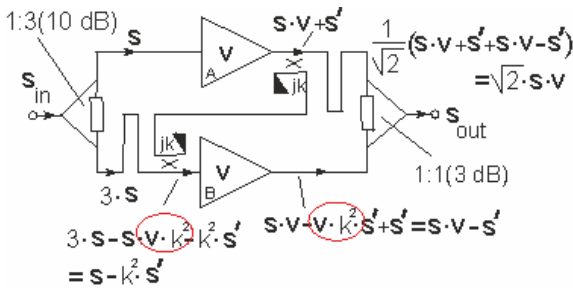 1:3(10 dB)
S
V
A
S·V+S'
jk
1/√2 (S·V+S'+S·V-S')
=√2·S·V
S_in
S_out
jk
V
B
1:1(3 dB)
3·S
3·S-S·V·k²-k²·S'
=S-k²·S'
S·V-V·k²·S'+S'=S·V-S'